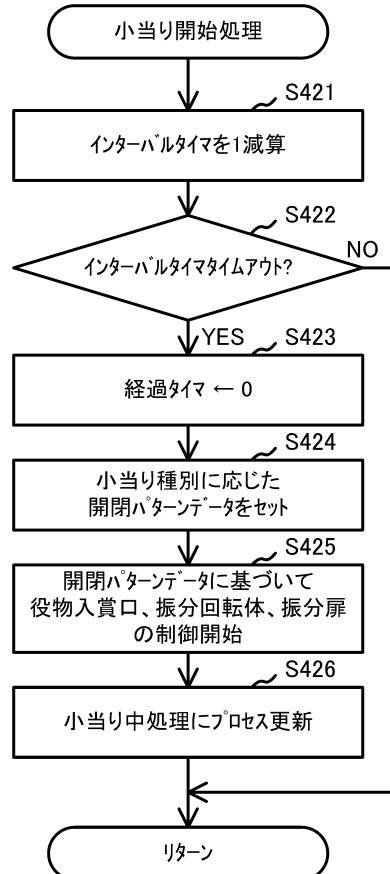 小当り開始処理
S421
インターバルタイマを1減算
S422
インターバルタイマタイムアウト?
NO
YES
S423
経過タイマ ← 0
S424
小当り種別に応じた
開閉パターンデータをセット
S425
開閉パターンデータに基づいて
役物入賞口、振分回転体、振分扉
の制御開始
S426
小当り中処理にプロセス更新
リターン